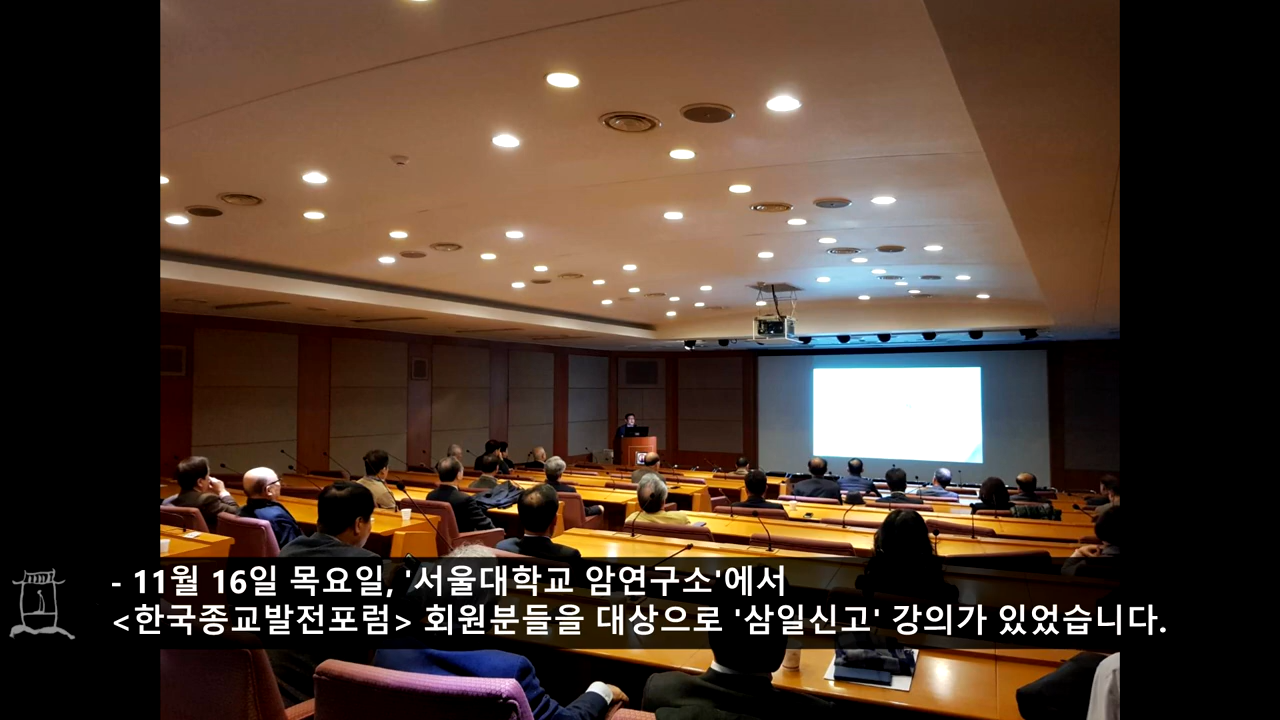 - 11월 16일 목요일, '서울대학교 암연구소'에서
<한국종교발전포럼> 회원분들을 대상으로 '삼일신고' 강의가 있었습니다.